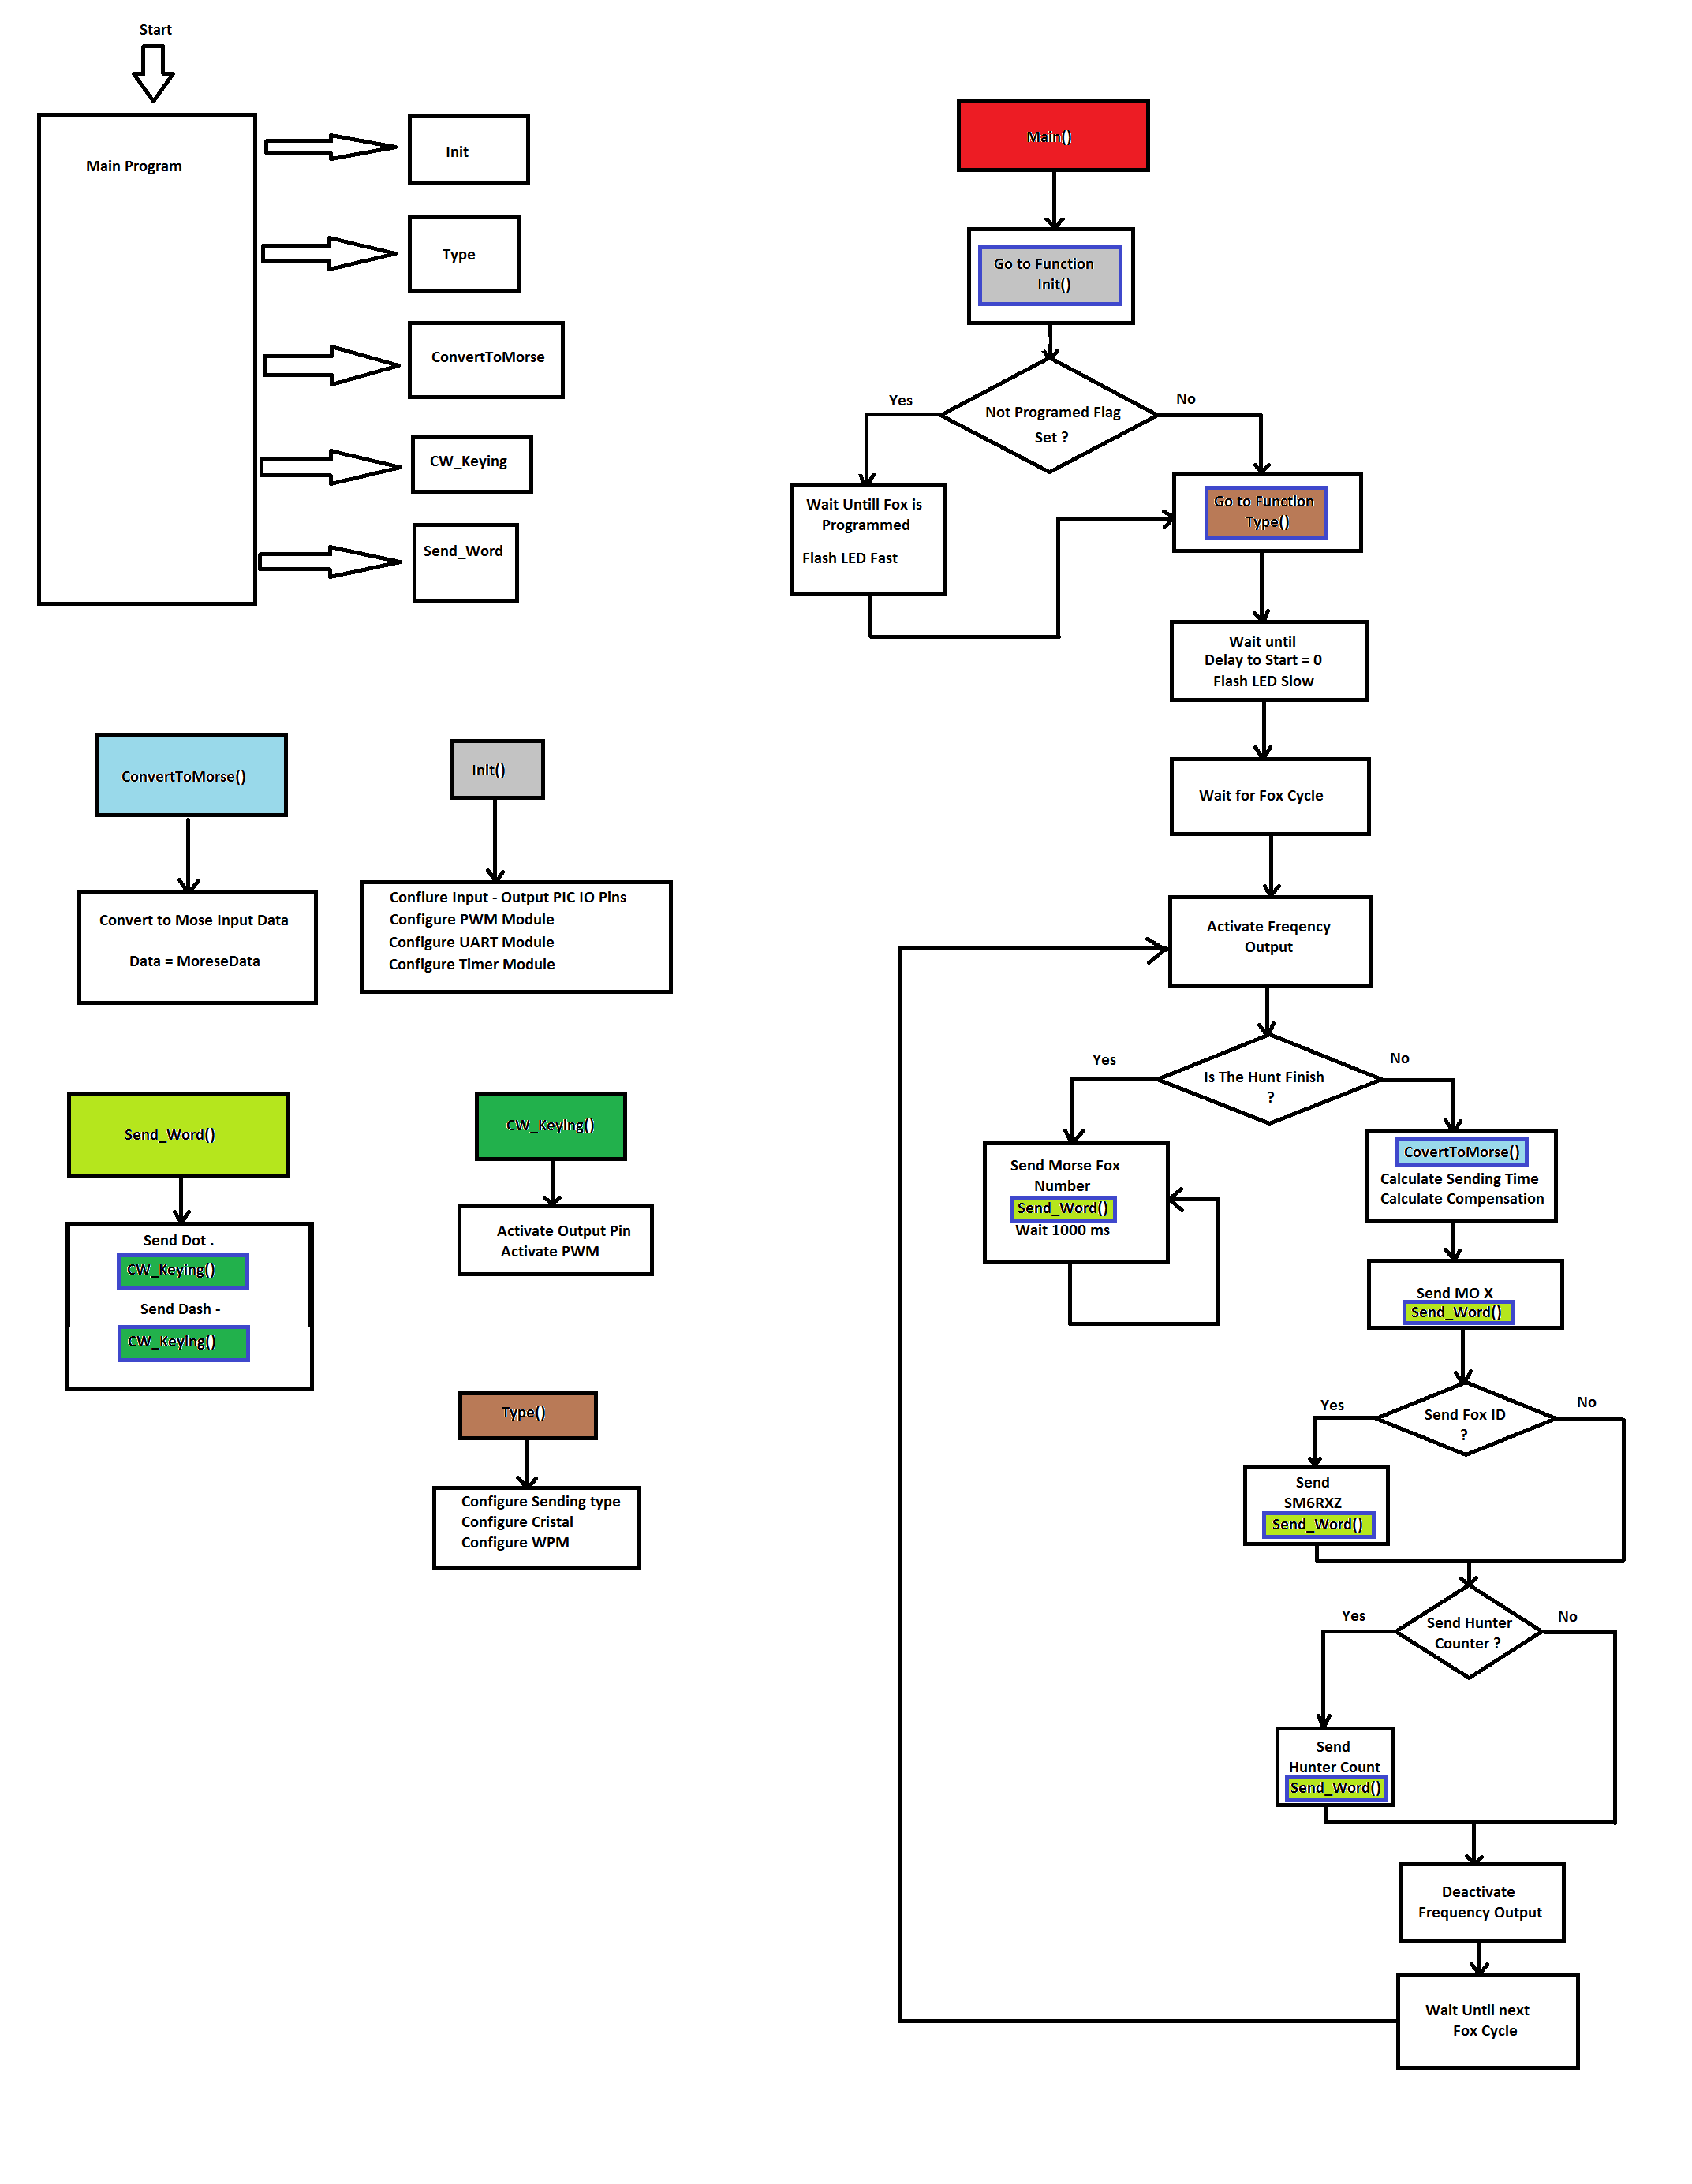 Start
Main Program
Init
Type
ConvertToMorse
CW_Keying
Send_Word
ConvertToMorse()
Convert to Mose Input Data
Data = MoreseData
Init()
Confiure Input - Output PIC IO Pins
Configure PWM Module
Configure UART Module
Configure Timer Module
Send_Word()
Send Dot .
CW_Keying()
Send Dash -
CW_Keying()
CW_Keying()
Activate Output Pin
Activate PWM
Type()
Configure Sending type
Configure Cristal
Configure WPM
Main()
Go to Function
Init()
Not Programed Flag
Set ?
Yes
No
Wait Untill Fox is
Programmed
Flash LED Fast
Go to Function
Type()
Wait until
Delay to Start = 0
Flash LED Slow
Wait for Fox Cycle
Activate Freqency
Output
Is The Hunt Finish
?
Yes
No
Send Morse Fox
Number
Send_Word()
Wait 1000 ms
CovertToMorse()
Calculate Sending Time
Calculate Compensation
Send MO X
Send_Word()
Send Fox ID
?
Yes
No
Send
SM6RXZ
Send_Word()
Send Hunter
Counter ?
Yes
No
Send
Hunter Count
Send_Word()
Deactivate
Frequency Output
Wait Until next
Fox Cycle